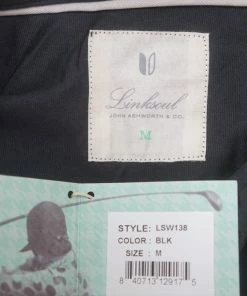 Linksoul
JOHN ASHWORTH & CO.
M
STYLE: LSW138
COLOR : BLK
SIZE : M
8 40713 12917 5